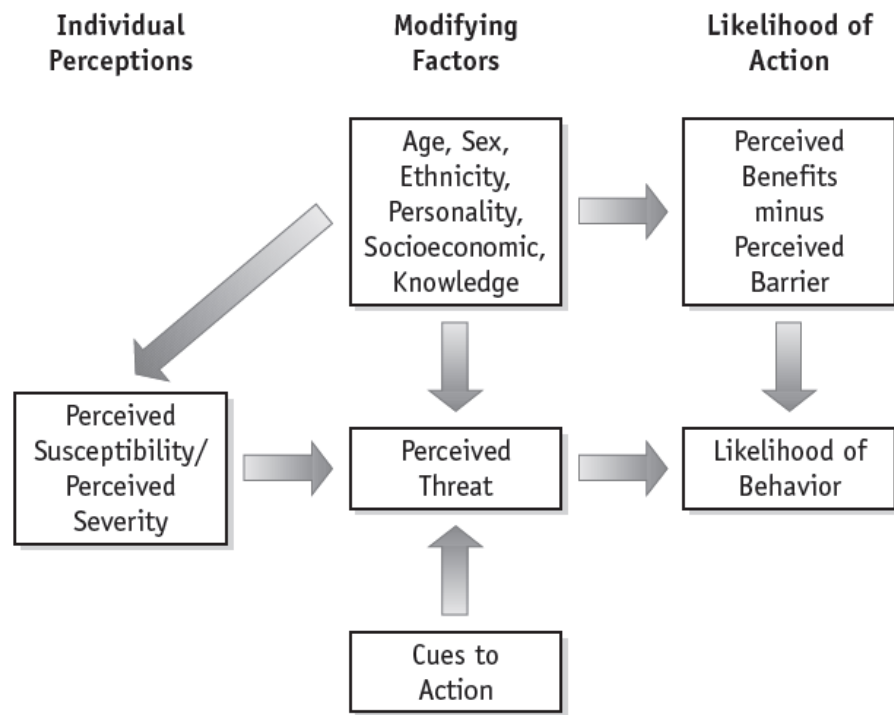 Individual
Perceptions
Modifying
Factors
Likelihood of
Action
Age, Sex,
Ethnicity,
Personality,
Socioeconomic,
Knowledge
Perceived
Benefits
minus
Perceived
Barrier
Perceived
Susceptibility/
Perceived
Severity
Perceived
Threat
Likelihood of
Behavior
Cues to
Action